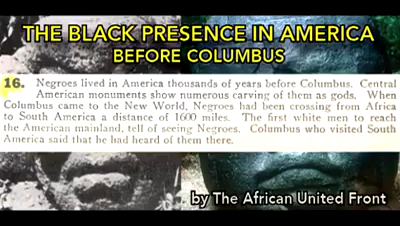 THE BLACK PRESENCE IN AMERICA
BEFORE COLUMBUS
16. Negroes lived in America thousands of years before Columbus. Central
American monuments show numerous carving of them as gods. When
Columbus came to the New World, Negroes had been crossing from Africa
to South America a distance of 1600 miles. The first white men to reach
the American mainland, tell of seeing Negroes. Columbus who visited South
America said that he had heard of them there.
by The African United Front